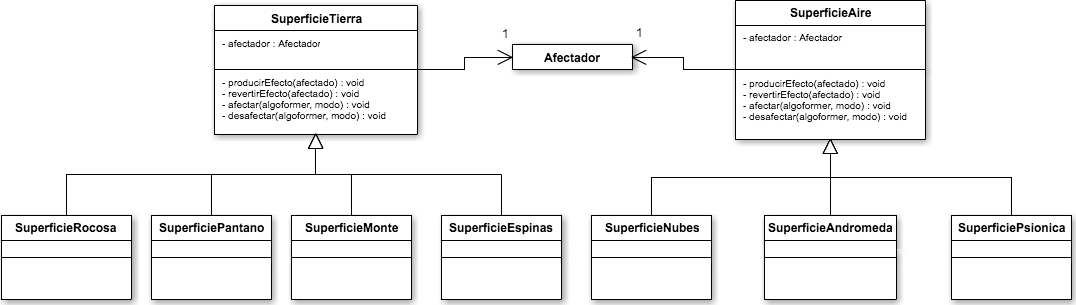 SuperficieTierra
- afectador : Afectador
- producirEfecto(afectado) : void
- revertirEfecto(afectado) : void
- afectar(algoformer, modo) : void
- desafectar(algoformer, modo) : void
1
Afectador
1
SuperficieAire
- afectador : Afectador
- producirEfecto(afectado) : void
- revertirEfecto(afectado) : void
- afectar(algoformer, modo) : void
- desafectar(algoformer, modo) : void
SuperficieRocosa
SuperficiePantano
SuperficieMonte
SuperficieEspinas
SuperficieNubes
SuperficieAndromeda
SuperficiePsionica